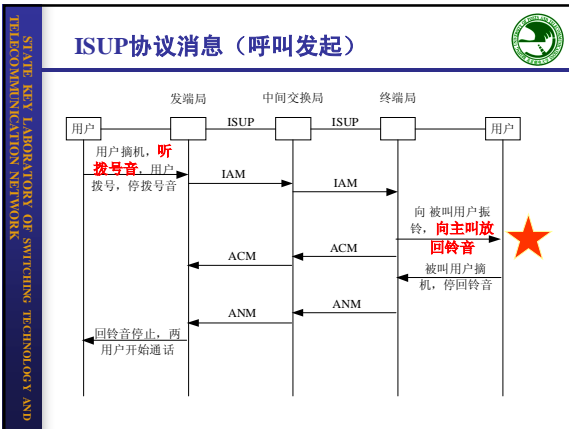 STATE KEY LABORATORY OF SWITCHING TECHNOLOGY AND
TELECOMMUNICATION NETWORK
ISUP协议消息（呼叫发起）
发端局
中间交换局
终端局
用户
ISUP
ISUP
用户
用户摘机，听
拨号音，用户
拨号，停拨号音
IAM
IAM
向 被叫用户振
铃，向主叫放
回铃音
ACM
ACM
被叫用户摘
机，停回铃音
ANM
ANM
回铃音停止，两
用户开始通话